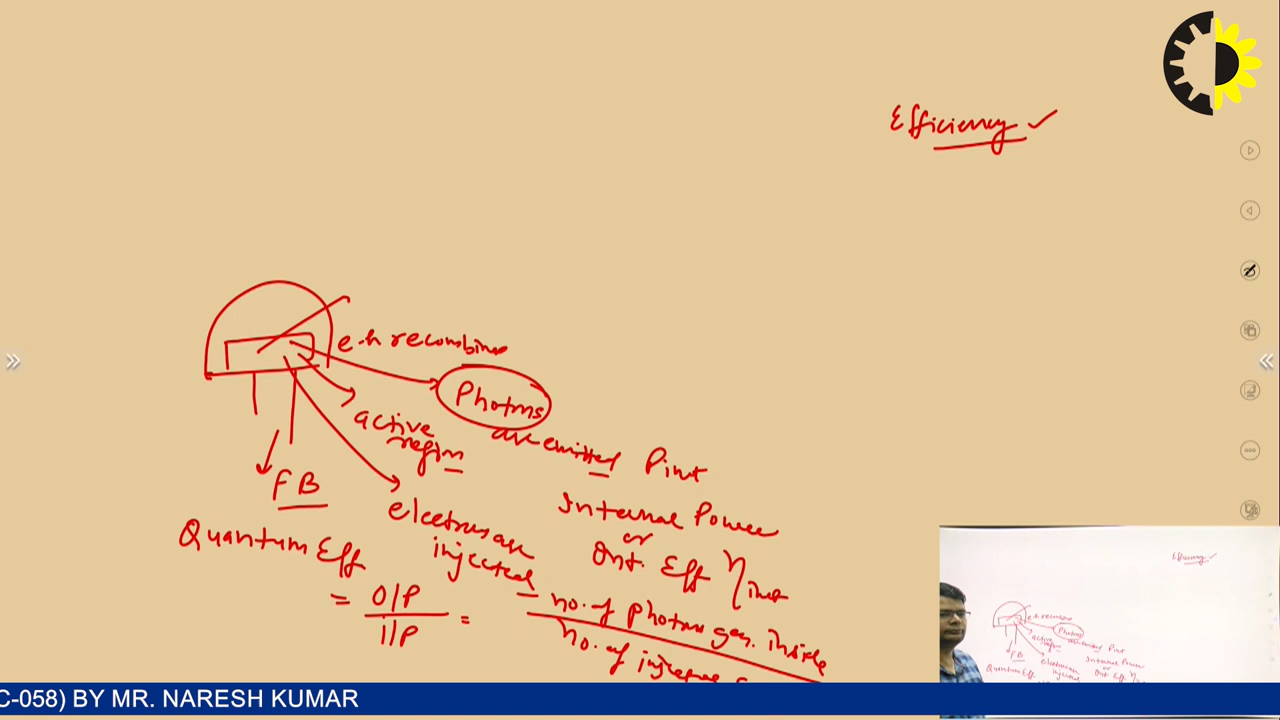 Efficiency ✓
e-h recombine
Photons
are emitted
active
region
Pint
FB
electrons are
injected
Internal Power
or
Int. Eff ηint
Quantum Eff
= O/P / i/P = no. of photons gen. inside / no. of injected
C-058) BY MR. NARESH KUMAR